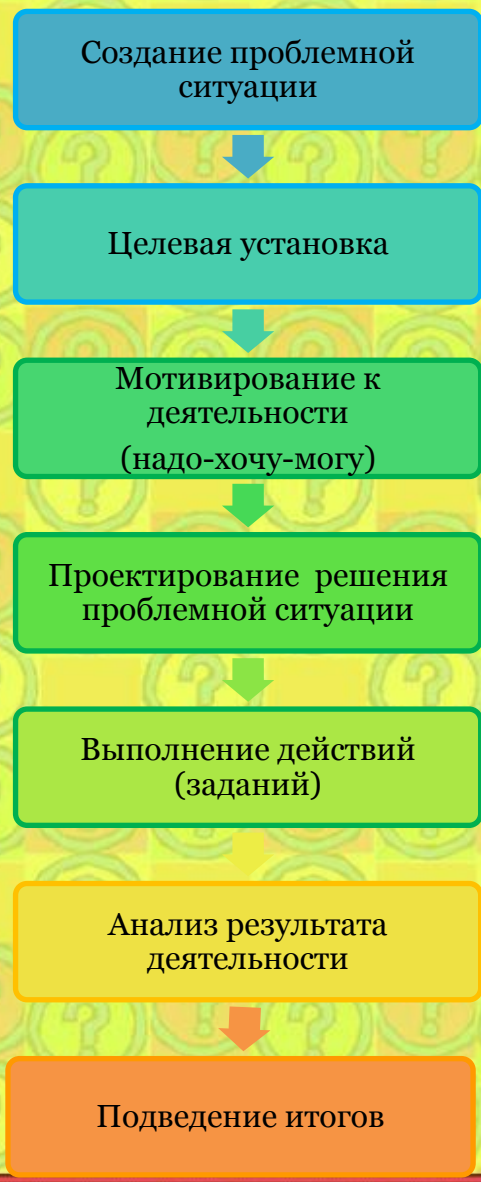 Создание проблемной
ситуации
Целевая установка
Мотивирование к
деятельности
(надо-хочу-могу)
Проектирование решения
проблемной ситуации
Выполнение действий
(заданий)
Анализ результата
деятельности
Подведение итогов